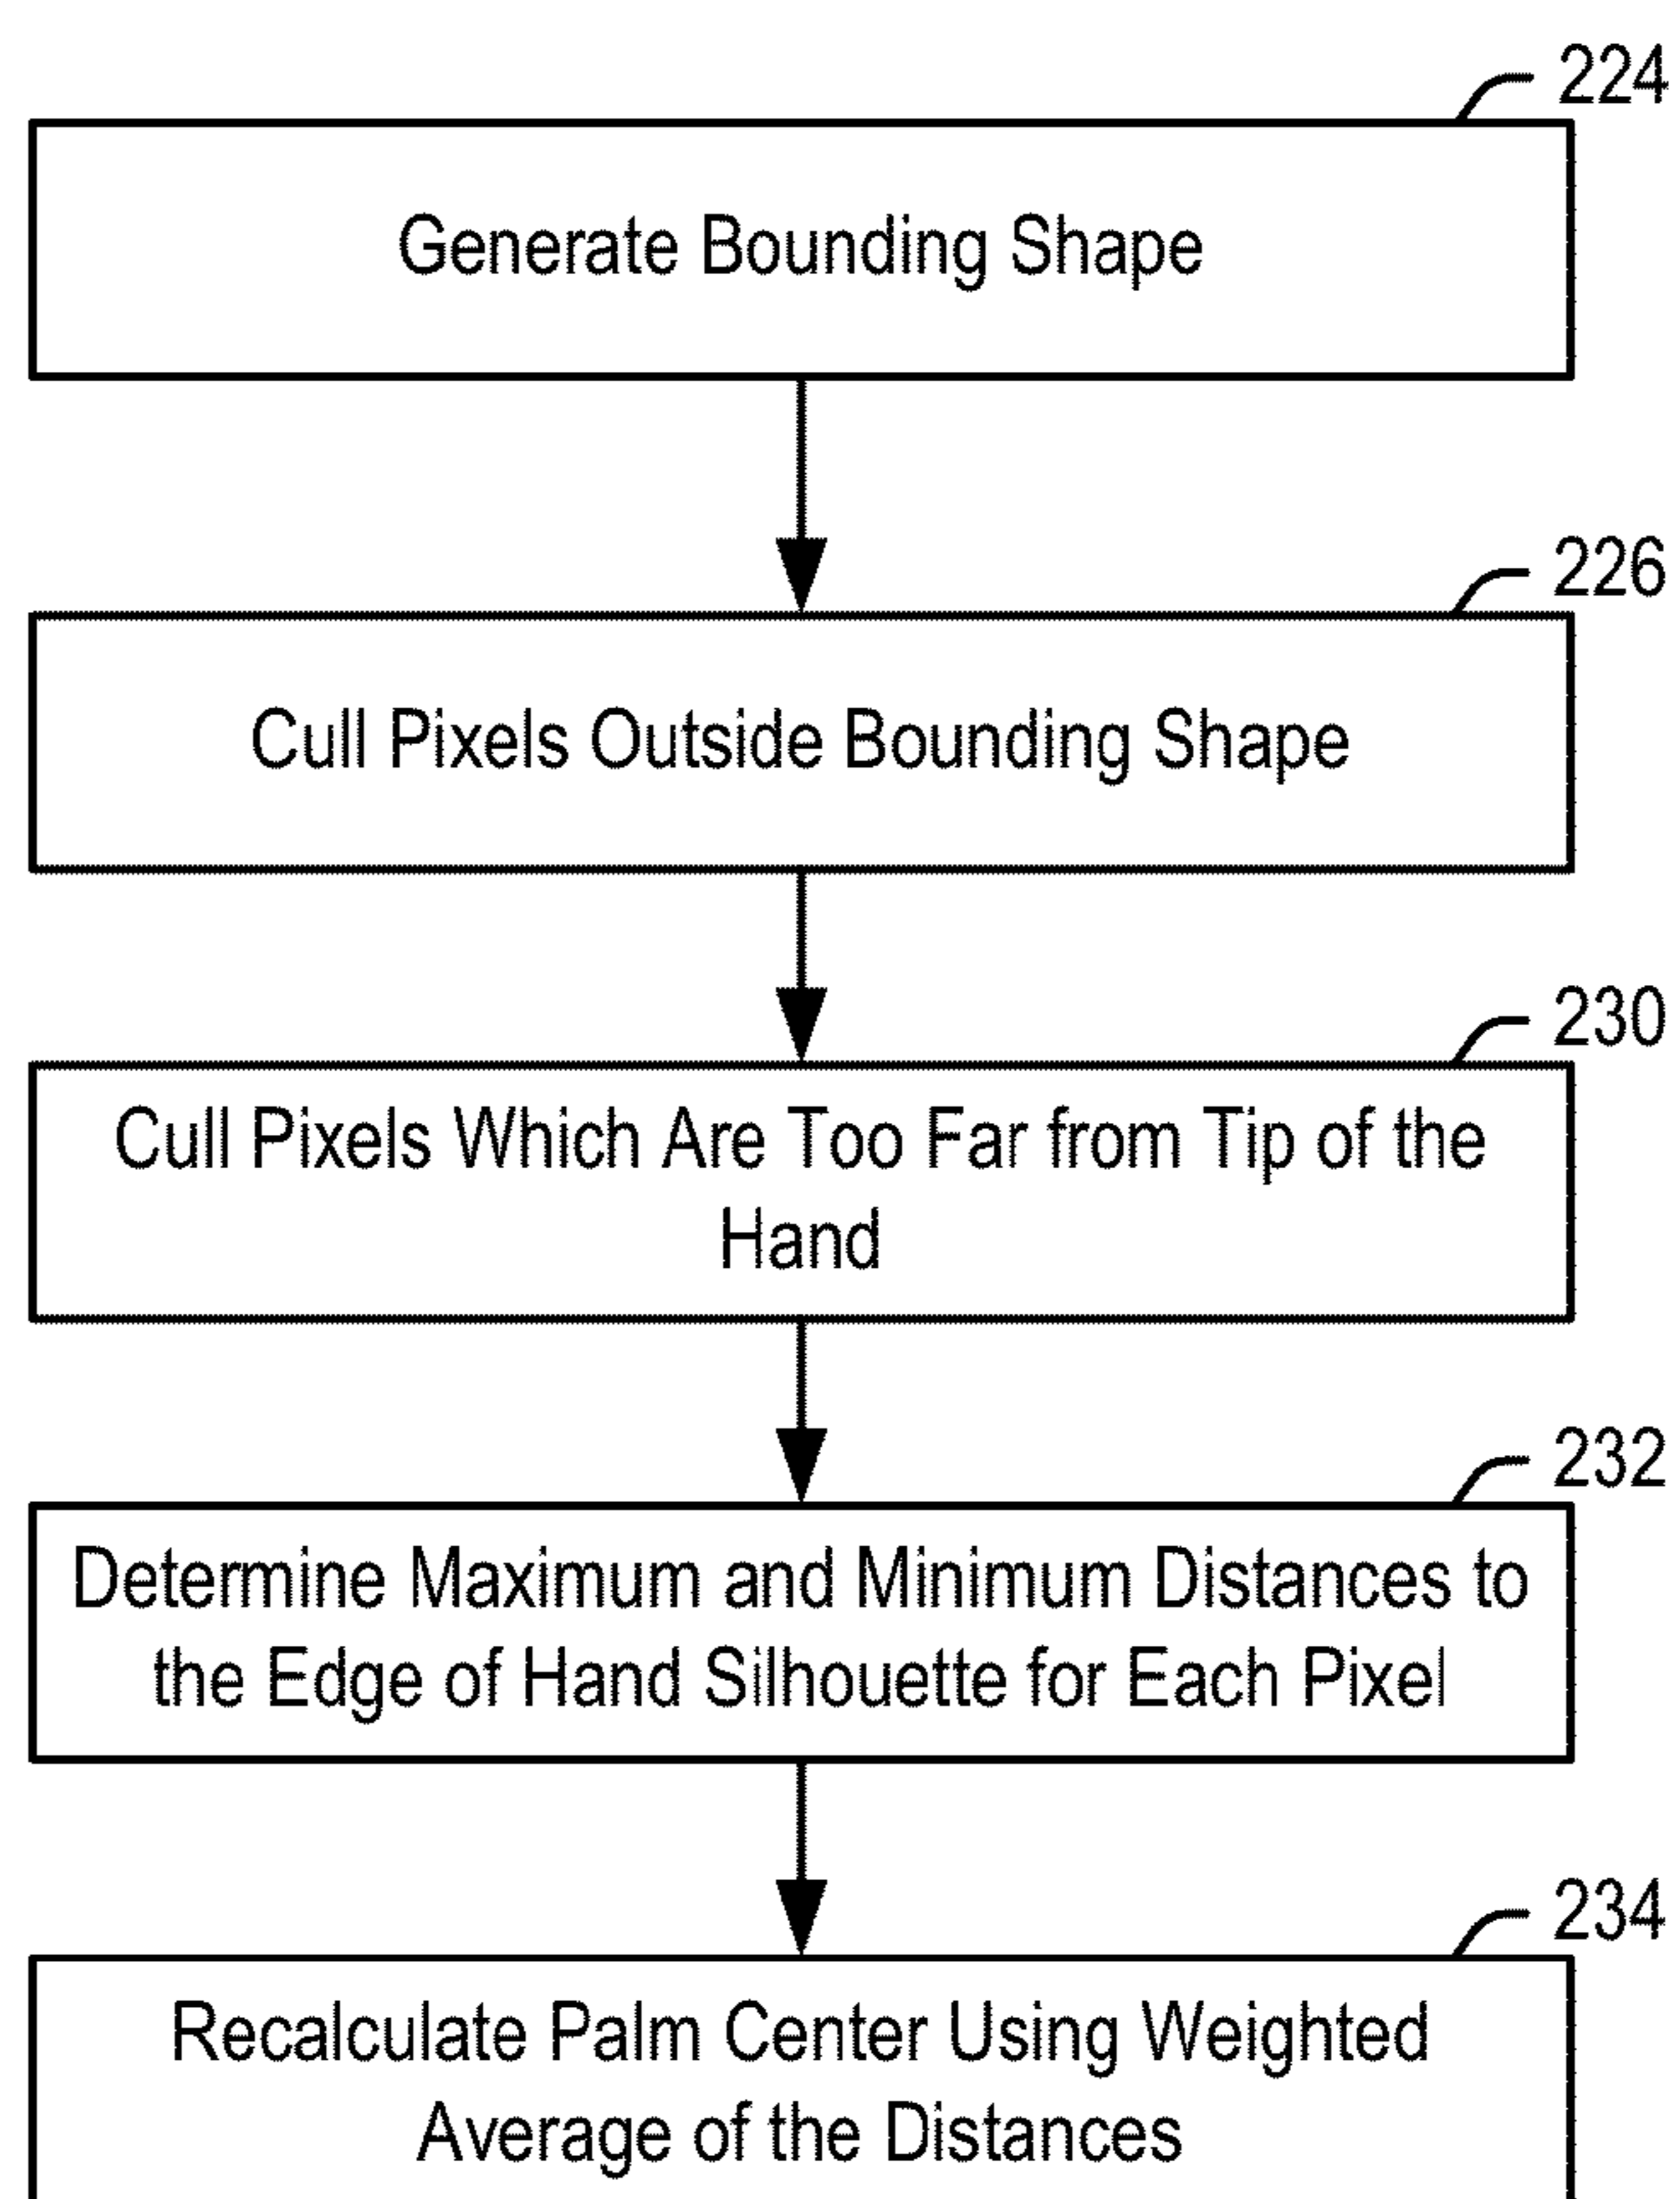 224
Generate Bounding Shape
226
Cull Pixels Outside Bounding Shape
230
Cull Pixels Which Are Too Far from Tip of the
Hand
232
Determine Maximum and Minimum Distances to
the Edge of Hand Silhouette for Each Pixel
234
Recalculate Palm Center Using Weighted
Average of the Distances